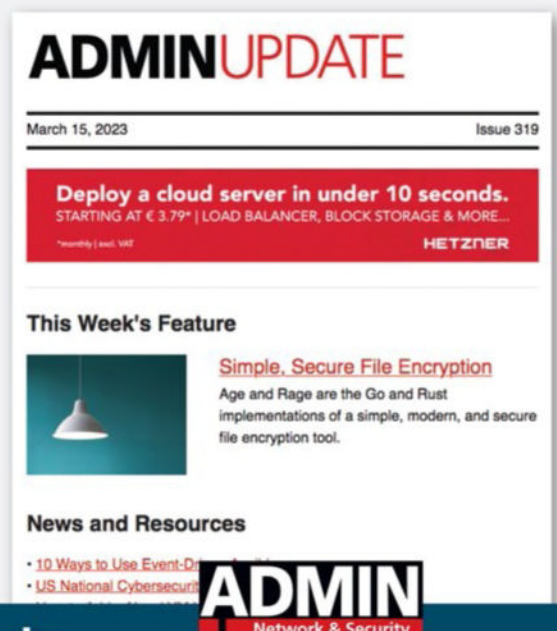 ADMINUPDATE
March 15, 2023 Issue 319
Deploy a cloud server in under 10 seconds.
STARTING AT € 3.79* | LOAD BALANCER, BLOCK STORAGE & MORE...
*monthly | excl. VAT HETZNER
This Week's Feature
Simple, Secure File Encryption
Age and Rage are the Go and Rust
implementations of a simple, modern, and secure
file encryption tool.
News and Resources
• 10 Ways to Use Event-
• US National
ADMIN
Network & Security